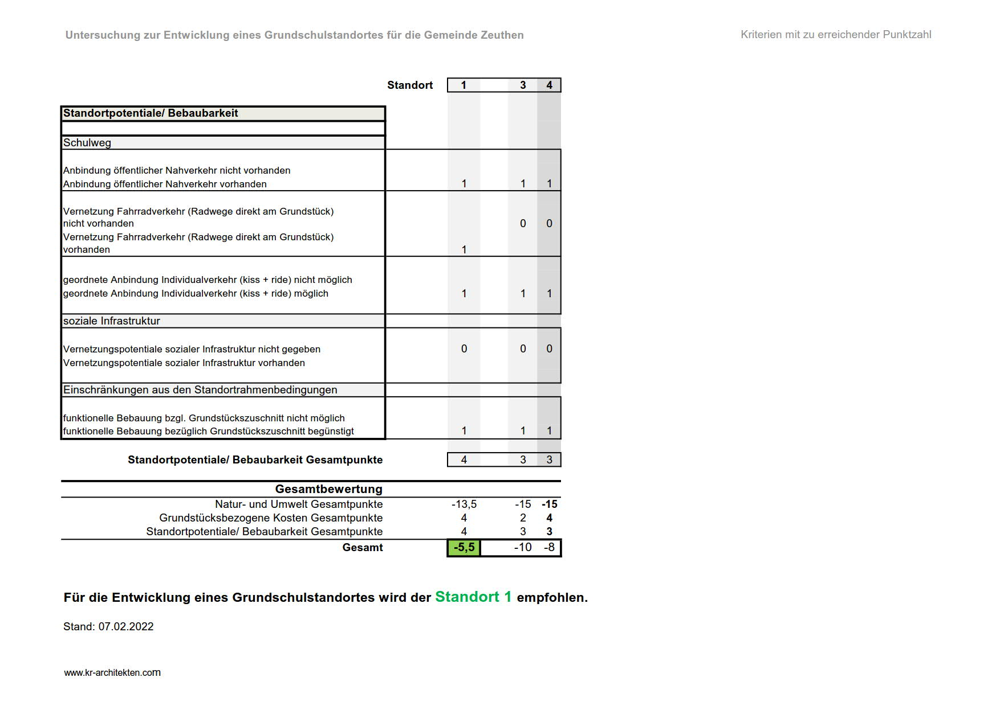 Untersuchung zur Entwicklung eines Grundschulstandortes für die Gemeinde Zeuthen
Kriterien mit zu erreichender Punktzahl
Standort 1 3 4
Standortpotentiale/ Bebaubarkeit
Schulweg
Anbindung öffentlicher Nahverkehr nicht vorhanden
Anbindung öffentlicher Nahverkehr vorhanden 1 1 1
Vernetzung Fahrradverkehr (Radwege direkt am Grundstück)
nicht vorhanden 0 0
Vernetzung Fahrradverkehr (Radwege direkt am Grundstück)
vorhanden 1
geordnete Anbindung Individualverkehr (kiss + ride) nicht möglich
geordnete Anbindung Individualverkehr (kiss + ride) möglich 1 1 1
soziale Infrastruktur
Vernetzungspotentiale sozialer Infrastruktur nicht gegeben 0 0 0
Vernetzungspotentiale sozialer Infrastruktur vorhanden
Einschränkungen aus den Standortrahmenbedingungen
funktionelle Bebauung bzgl. Grundstückszuschnitt nicht möglich
funktionelle Bebauung bezüglich Grundstückszuschnitt begünstigt 1 1 1
Standortpotentiale/ Bebaubarkeit Gesamtpunkte 4 3 3
Gesamtbewertung
Natur- und Umwelt Gesamtpunkte -13,5 -15 -15
Grundstücksbezogene Kosten Gesamtpunkte 4 2 4
Standortpotentiale/ Bebaubarkeit Gesamtpunkte 4 3 3
Gesamt -5,5 -10 -8
Für die Entwicklung eines Grundschulstandortes wird der Standort 1 empfohlen.
Stand: 07.02.2022
www.kr-architekten.com